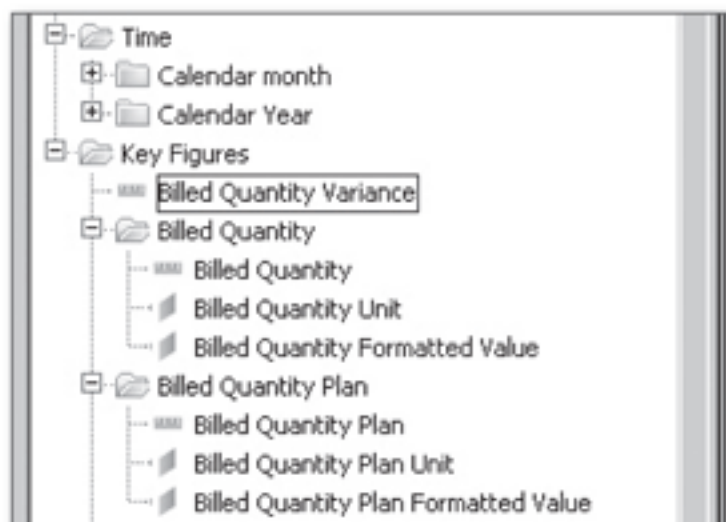 Time
Calendar month
Calendar Year
Key Figures
Billed Quantity Variance
Billed Quantity
Billed Quantity
Billed Quantity Unit
Billed Quantity Formatted Value
Billed Quantity Plan
Billed Quantity Plan
Billed Quantity Plan Unit
Billed Quantity Plan Formatted Value